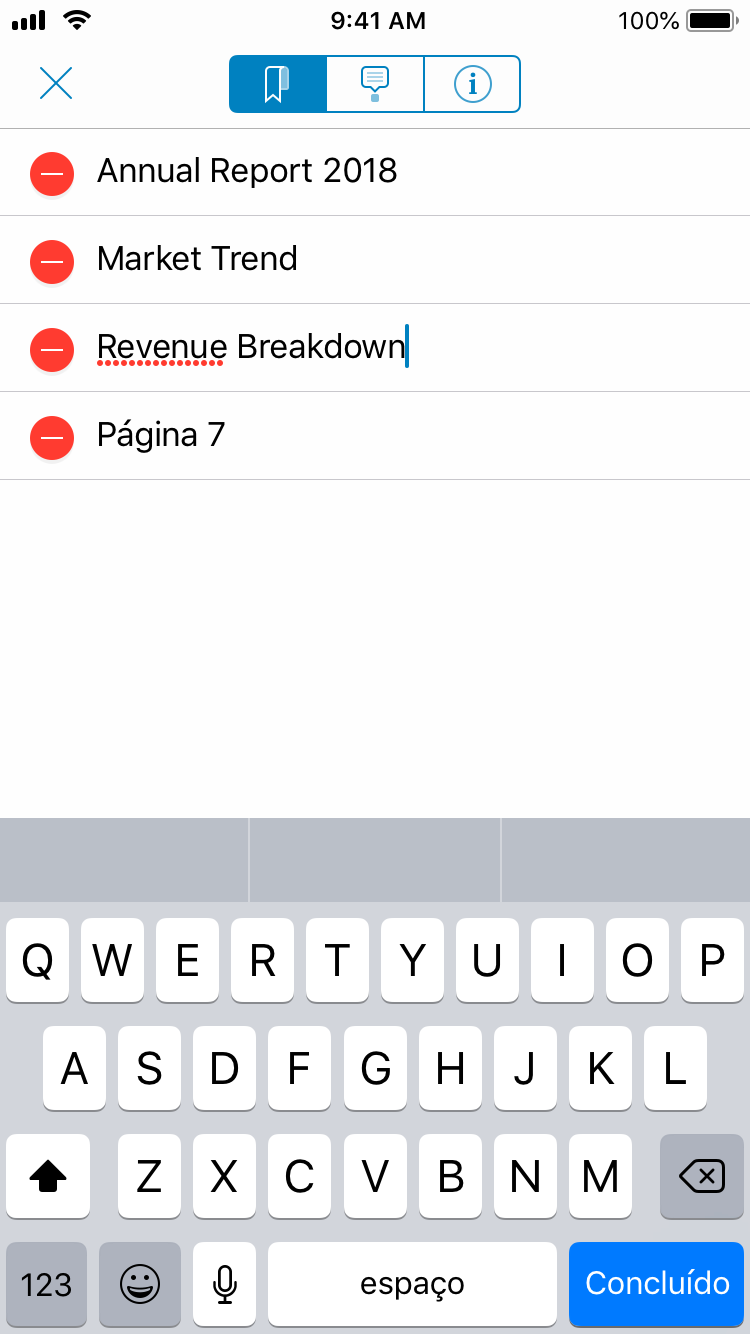 9:41 AM 100%
i
Annual Report 2018
Market Trend
Revenue Breakdown
Página 7
Q W E R T Y U I O P
A S D F G H J K L
Z X C V B N M
123 espaço Concluído